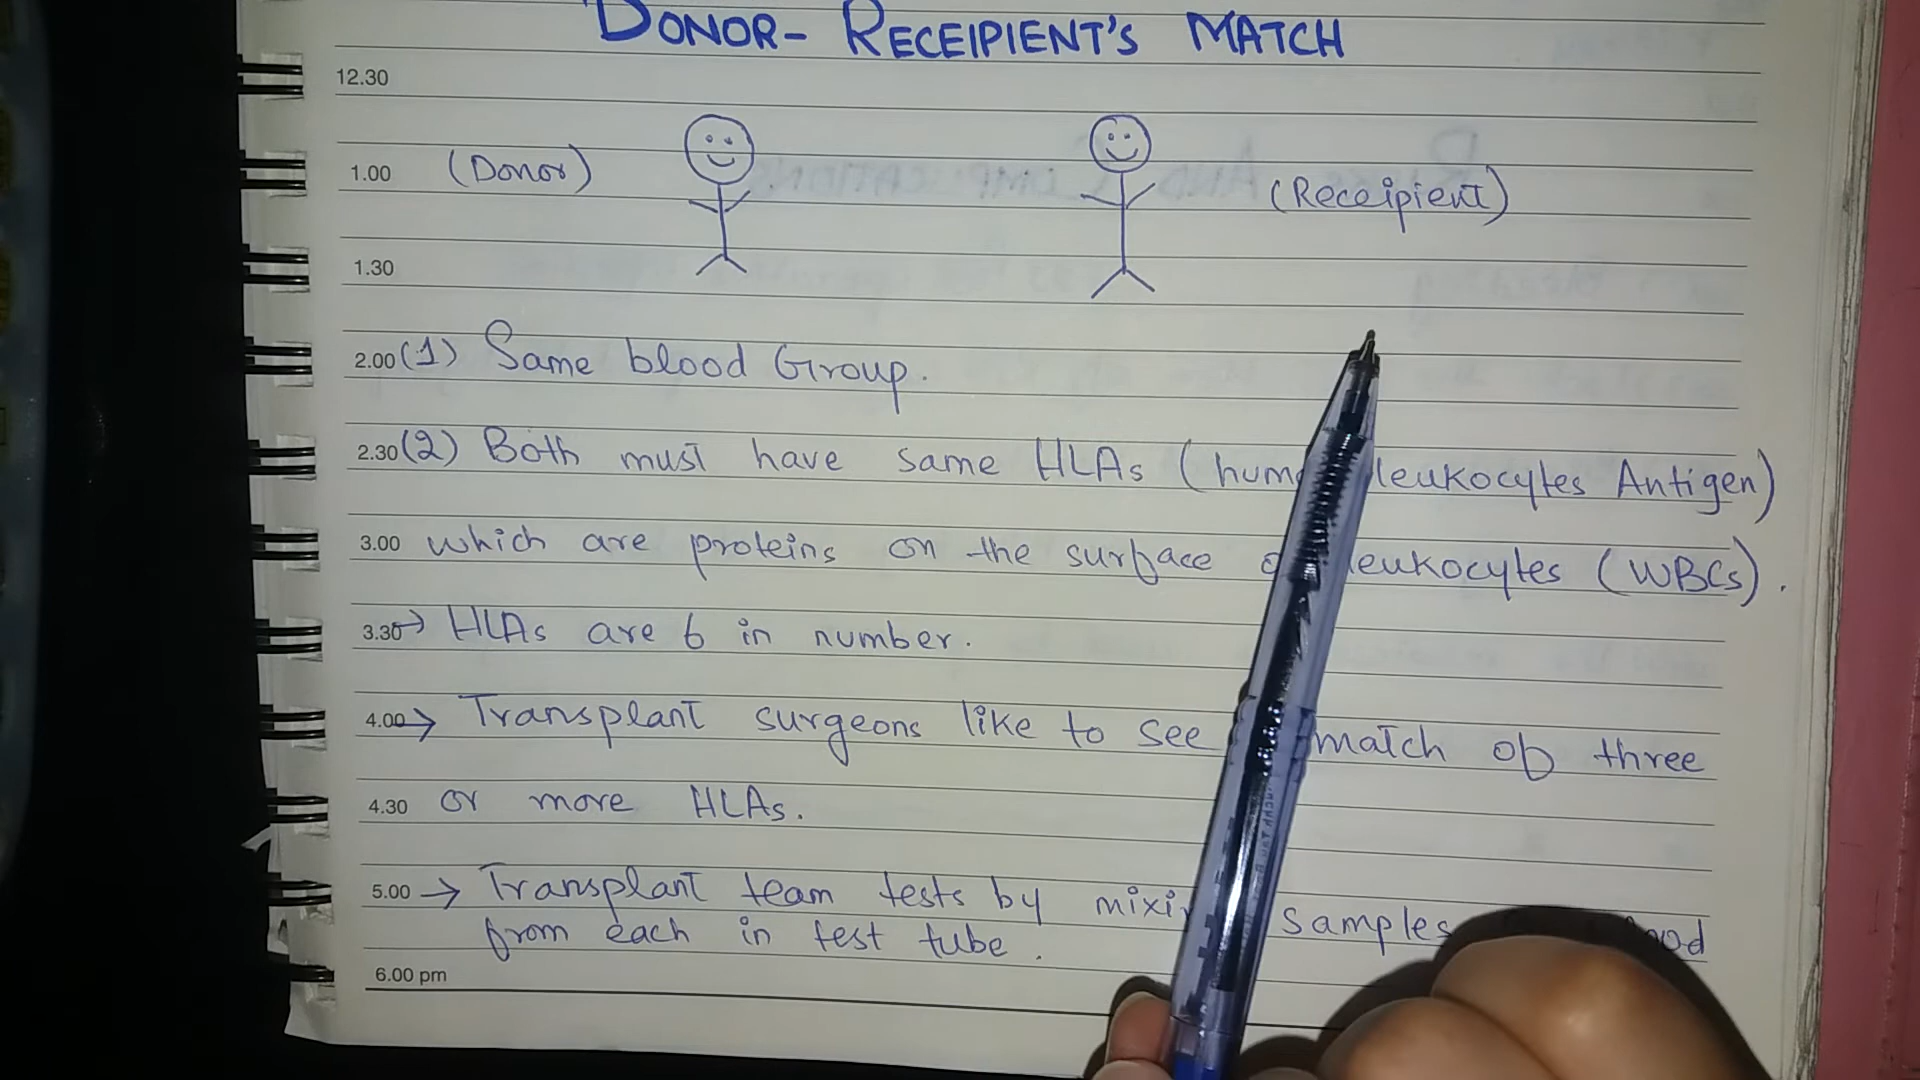 DONOR- RECEIPIENT'S MATCH
12.30
1.00 (Donor) (Receipient)
1.30
2.00 (1) Same blood Group.
2.30 (2) Both must have same HLAs ( leukocytes Antigen)
3.00 which are proteins on the surface leukocytes (WBCs).
3.30 → HLAs are 6 in number.
4.00 → Transplant surgeons like to see match of three
4.30 or more HLAs.
5.00 → Transplant team tests by samples
from each in test tube.
6.00 pm